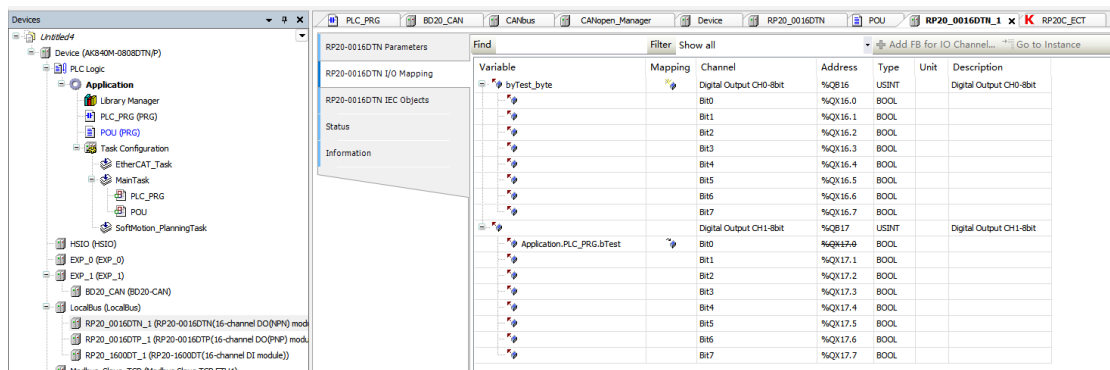 Devices
PLC_PRG BD20_CAN CANbus CANopen_Manager Device RP20_0016DTN POU RP20_0016DTN_1 RP20C_ECT
Untitled4
Device (AK840M-0808DTN/P)
PLC Logic
Application
Library Manager
PLC_PRG (PRG)
POU (PRG)
Task Configuration
EtherCAT_Task
MainTask
PLC_PRG
POU
SoftMotion_PlanningTask
HSIO (HSIO)
EXP_0 (EXP_0)
EXP_1 (EXP_1)
BD20_CAN (BD20-CAN)
LocalBus (LocalBus)
RP20_0016DTN_1 (RP20-0016DTN(16-channel DO(NPN) modu
RP20_0016DTP_1 (RP20-0016DTP(16-channel DO(PNP) modu
RP20_1600DT_1 (RP20-1600DT(16-channel DI module))
RP20-0016DTN Parameters
RP20-0016DTN I/O Mapping
RP20-0016DTN IEC Objects
Status
Information
Find Filter Show all Add FB for IO Channel... Go to Instance
Variable Mapping Channel Address Type Unit Description
byTest_byte Digital Output CH0-8bit %QB16 USINT Digital Output CH0-8bit
Bit0 %QX16.0 BOOL
Bit1 %QX16.1 BOOL
Bit2 %QX16.2 BOOL
Bit3 %QX16.3 BOOL
Bit4 %QX16.4 BOOL
Bit5 %QX16.5 BOOL
Bit6 %QX16.6 BOOL
Bit7 %QX16.7 BOOL
Digital Output CH1-8bit %QB17 USINT Digital Output CH1-8bit
Application.PLC_PRG.bTest Bit0 %QX17.0 BOOL
Bit1 %QX17.1 BOOL
Bit2 %QX17.2 BOOL
Bit3 %QX17.3 BOOL
Bit4 %QX17.4 BOOL
Bit5 %QX17.5 BOOL
Bit6 %QX17.6 BOOL
Bit7 %QX17.7 BOOL